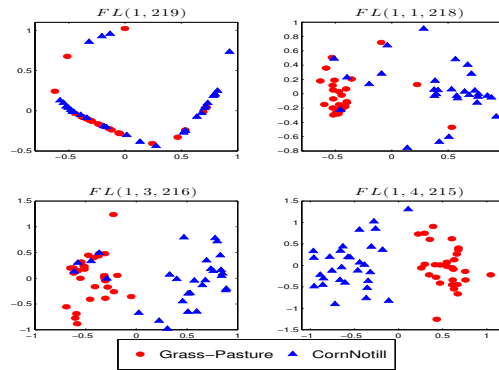 FL(1, 219) FL(1, 1, 218)
1 0.5 0 −0.5 −0.5 0 0.5 1
1 0.8 0.6 0.4 0.2 0 −0.2 −0.4 −0.6 −0.8 −0.5 0 0.5 1
FL(1, 3, 216) FL(1, 4, 215)
1.5 1 0.5 0 −0.5 −1 −1 −0.5 0 0.5 1
1.5 1 0.5 0 −0.5 −1 −1.5 −1 −0.5 0 0.5 1
Grass−Pasture CornNotill